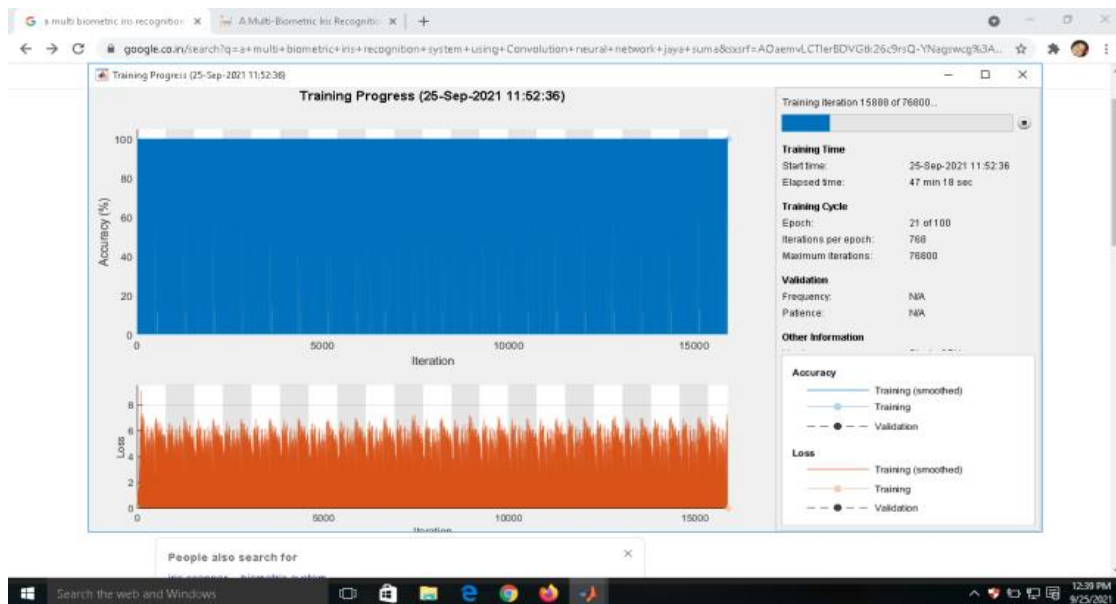 a multi biometric iris recognition
A Multi-Biometric Iris Recognitio
google.co.in/search?q=a+multi+biometric+iris+recognition+system+using+Convolution+neural+network+jaya+suma&sxsrf=
Training Progress (25-Sep-2021 11:52:36)
Training Progress (25-Sep-2021 11:52:36)
Accuracy (%)
100
80
60
40
20
0
0 5000 10000 15000
Iteration
Loss
8
6
4
2
0
0 5000 10000 15000
Iteration
Training iteration 15888 of 76800...
Training Time
Start time: 25-Sep-2021 11:52:36
Elapsed time: 47 min 18 sec
Training Cycle
Epoch: 21 of 100
Iterations per epoch: 768
Maximum iterations: 76800
Validation
Frequency: N/A
Patience: N/A
Other Information
Accuracy
Training (smoothed)
Training
Validation
Loss
Training (smoothed)
Training
Validation
People also search for
Search the web and Windows
12:39 PM
9/25/2021